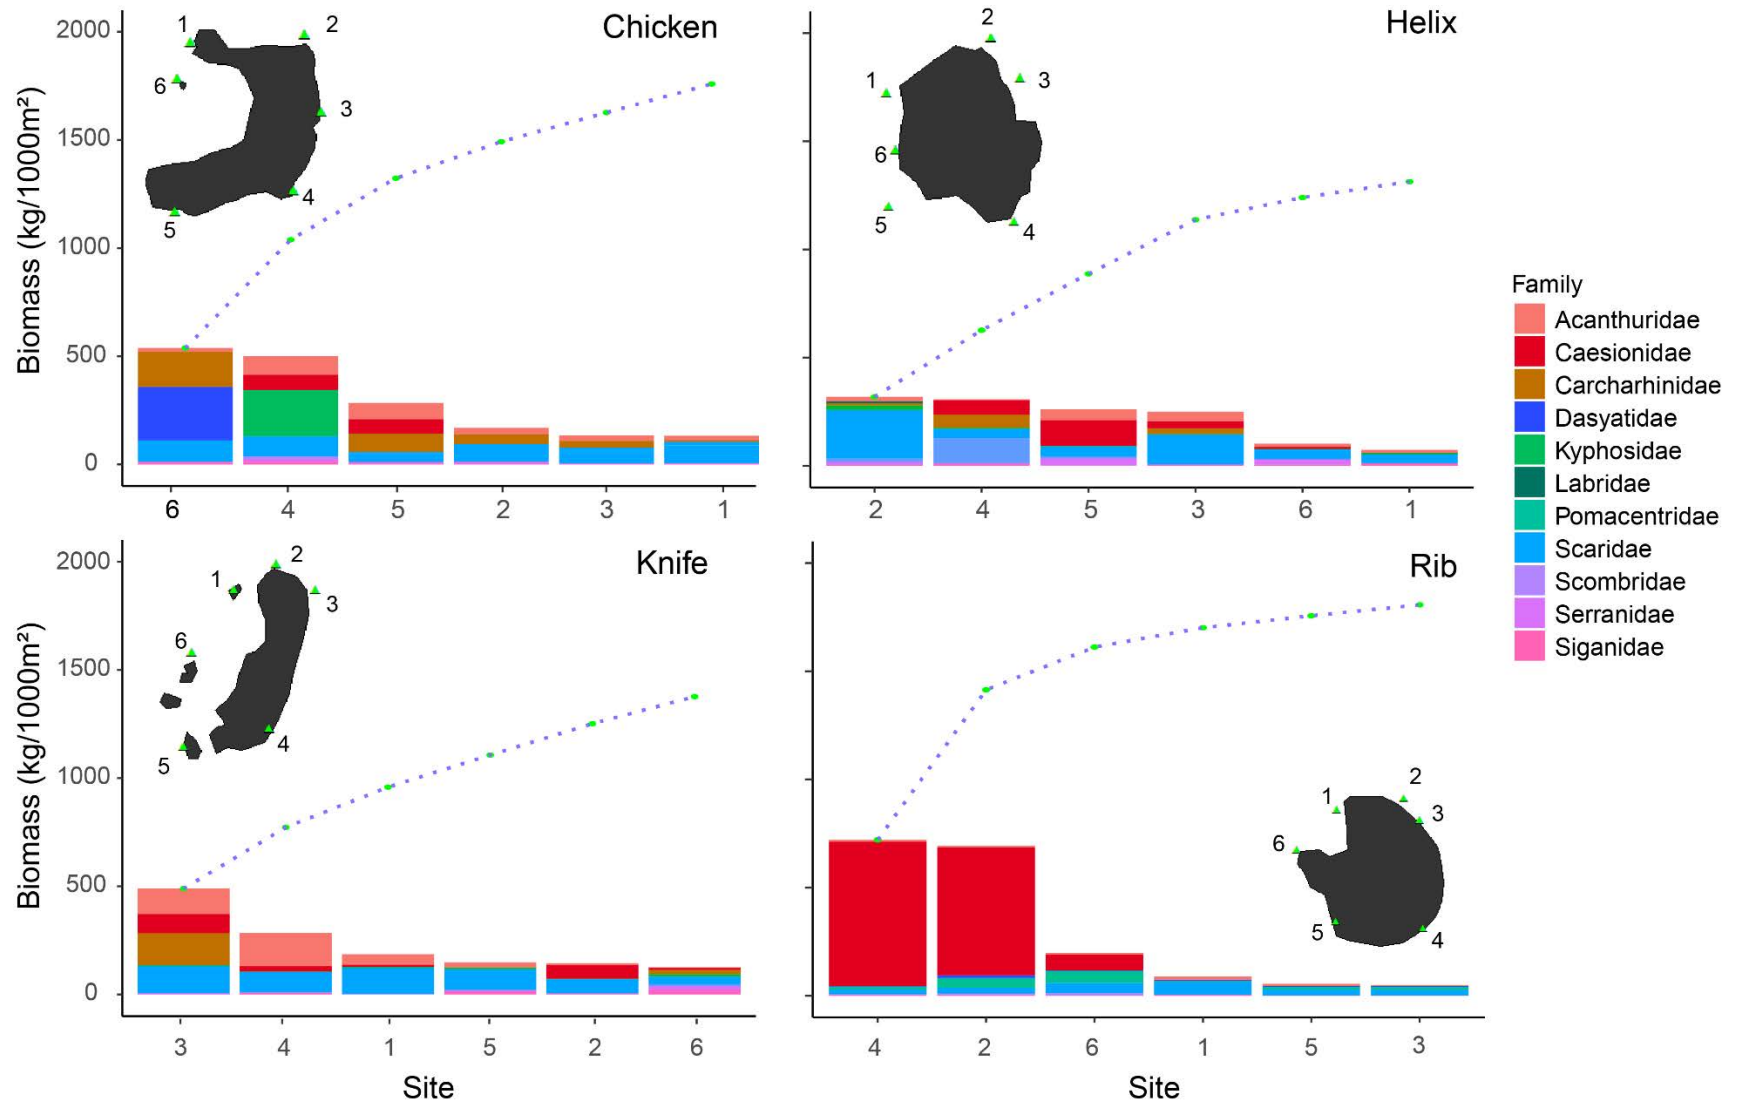 Chicken
2000
1500
1000
500
0
Biomass (kg/1000m²)
1
2
3
4
5
6
6
4
5
2
3
1
Helix
1
2
3
4
5
6
2
4
5
3
6
1
Knife
2000
1500
1000
500
0
Biomass (kg/1000m²)
1
2
3
4
5
6
3
4
1
5
2
6
Site
Rib
1
2
3
4
5
6
4
2
6
1
5
3
Site
Family
Acanthuridae
Caesionidae
Carcharhinidae
Dasyatidae
Kyphosidae
Labridae
Pomacentridae
Scaridae
Scombridae
Serranidae
Siganidae